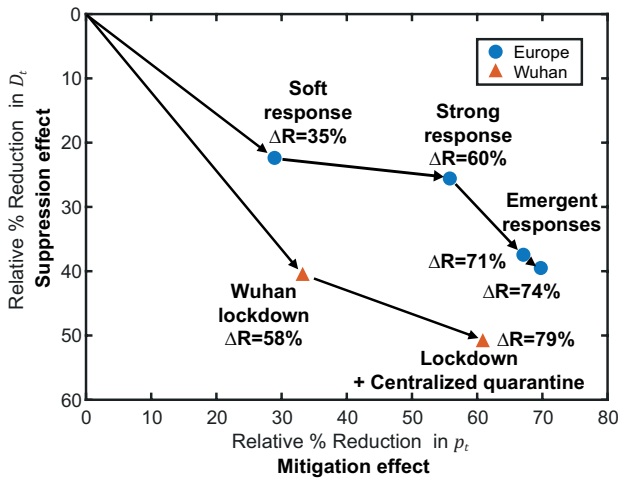 0
10
20
30
40
50
60
Relative % Reduction in Dₜ
Suppression effect
Europe
Wuhan
Soft
response
ΔR=35%
Strong
response
ΔR=60%
Emergent
responses
ΔR=71%
ΔR=74%
Wuhan
lockdown
ΔR=58%
ΔR=79%
Lockdown
+ Centralized quarantine
0
10
20
30
40
50
60
70
80
Relative % Reduction in pₜ
Mitigation effect